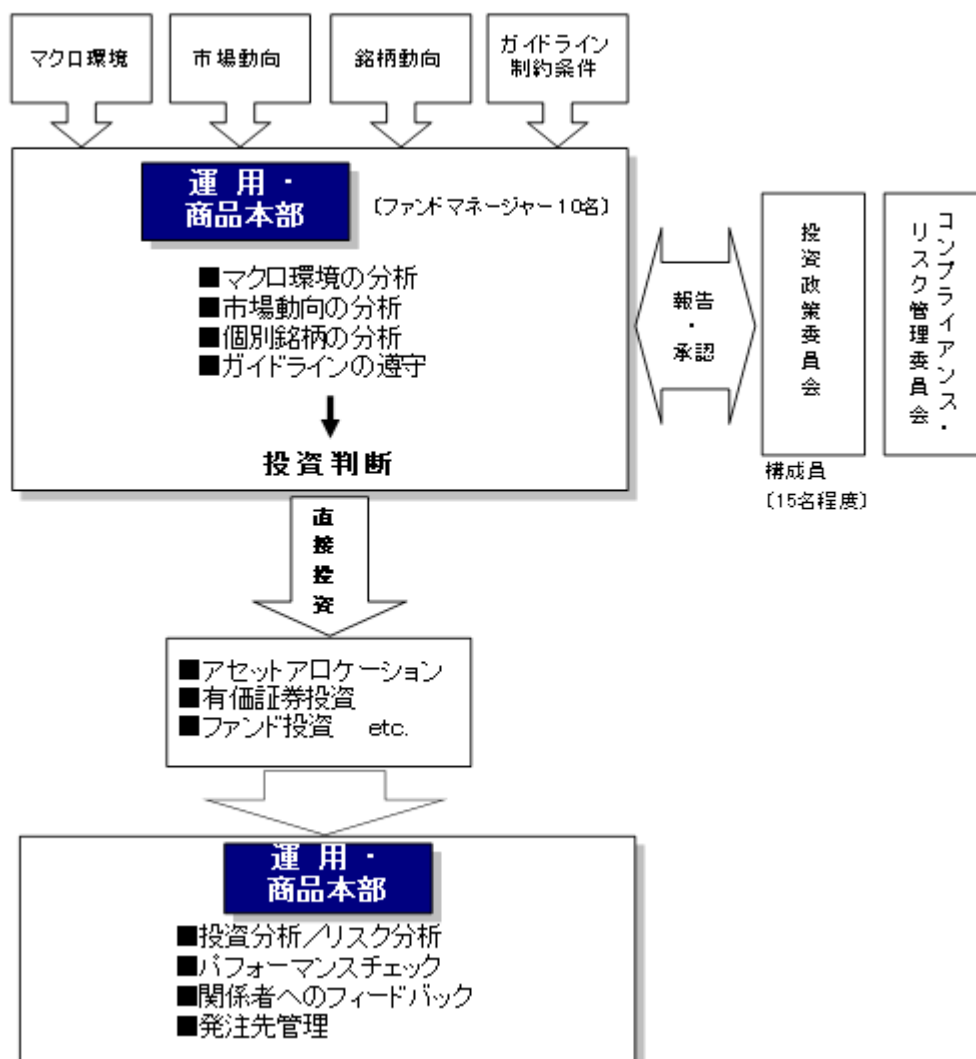 マクロ環境
市場動向
銘柄動向
ガイドライン
制約条件
運用・
商品本部
〔ファンドマネージャー10名〕
■マクロ環境の分析
■市場動向の分析
■個別銘柄の分析
■ガイドラインの遵守
投資判断
報告
・
承認
投資政策委員会
コンプライアンス・
リスク管理委員会
構成員
〔15名程度〕
直接投資
■アセットアロケーション
■有価証券投資
■ファンド投資 etc.
運用・
商品本部
■投資分析／リスク分析
■パフォーマンスチェック
■関係者へのフィードバック
■発注先管理